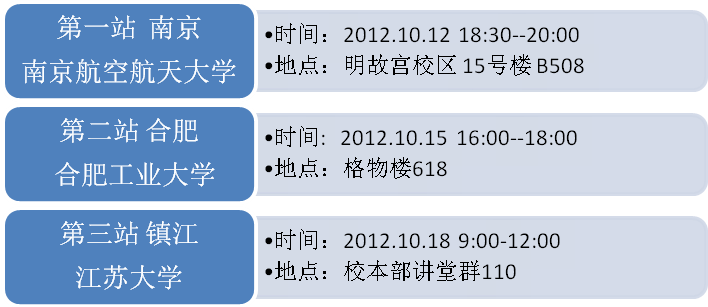 第一站 南京
南京航空航天大学
•时间：2012.10.12 18:30--20:00
•地点：明故宫校区 15号楼 B508
第二站 合肥
合肥工业大学
•时间： 2012.10.15 16:00--18:00
•地点：格物楼618
第三站 镇江
江苏大学
•时间：2012.10.18 9:00-12:00
•地点：校本部讲堂群110